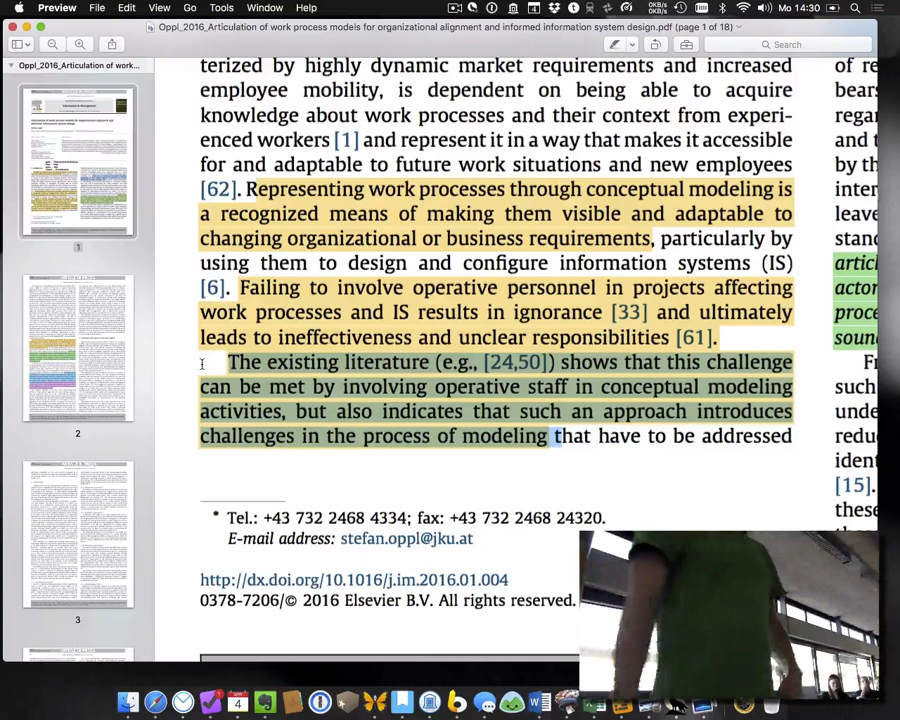 Preview File Edit View Go Tools Window Help 0KB/s 0KB/s Mo 14:30
Oppl_2016_Articulation of work process models for organizational alignment and informed information system design.pdf (page 1 of 18)
Search
Oppl_2016_Articulation of work...
1
2
3
terized by highly dynamic market requirements and increased
employee mobility, is dependent on being able to acquire
knowledge about work processes and their context from experi-
enced workers [1] and represent it in a way that makes it accessible
for and adaptable to future work situations and new employees
[62]. Representing work processes through conceptual modeling is
a recognized means of making them visible and adaptable to
changing organizational or business requirements, particularly by
using them to design and configure information systems (IS)
[6]. Failing to involve operative personnel in projects affecting
work processes and IS results in ignorance [33] and ultimately
leads to ineffectiveness and unclear responsibilities [61].
The existing literature (e.g., [24,50]) shows that this challenge
can be met by involving operative staff in conceptual modeling
activities, but also indicates that such an approach introduces
challenges in the process of modeling that have to be addressed
* Tel.: +43 732 2468 4334; fax: +43 732 2468 24320.
E-mail address: stefan.oppl@jku.at
http://dx.doi.org/10.1016/j.im.2016.01.004
0378-7206/© 2016 Elsevier B.V. All rights reserved.
of re
bears
regar
and t
by th
inter
leave
stand
artic
actor
proce
soun
Fr
such
unde
redu
ident
[15].
these
4